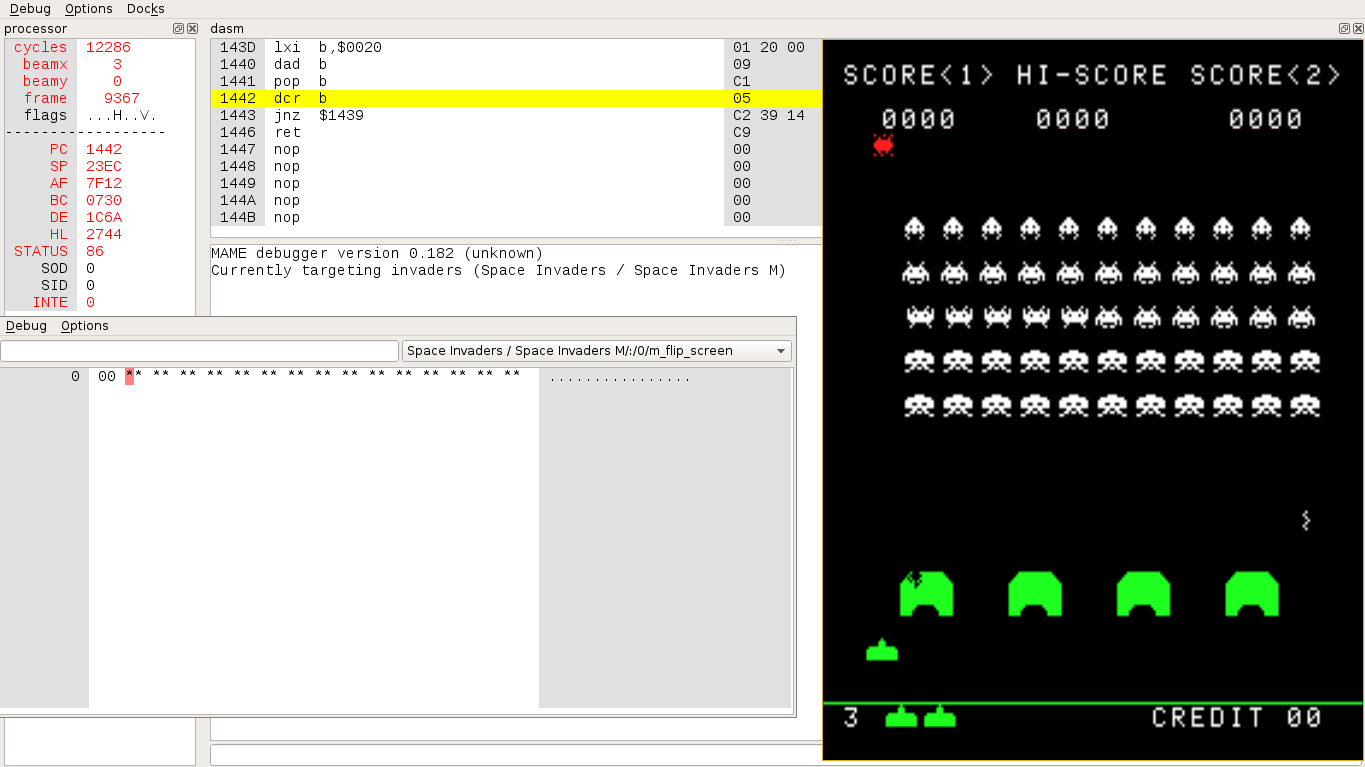 Debug Options Docks
processor
cycles 12286
beamx 3
beamy 0
frame 9367
flags ...H..V.
------------------
PC 1442
SP 23EC
AF 7F12
BC 0730
DE 1C6A
HL 2744
STATUS 86
SOD 0
SID 0
INTE 0
dasm
143D lxi b,$0020 01 20 00
1440 dad b 09
1441 pop b C1
1442 dcr b 05
1443 jnz $1439 C2 39 14
1446 ret C9
1447 nop 00
1448 nop 00
1449 nop 00
144A nop 00
144B nop 00
MAME debugger version 0.182 (unknown)
Currently targeting invaders (Space Invaders / Space Invaders M)
Debug Options
Space Invaders / Space Invaders M/:/0/m_flip_screen
0 00 ** ** ** ** ** ** ** ** ** ** ** ** ** ** ** ................
SCORE<1> HI-SCORE SCORE<2>
0000 0000 0000
3 CREDIT 00